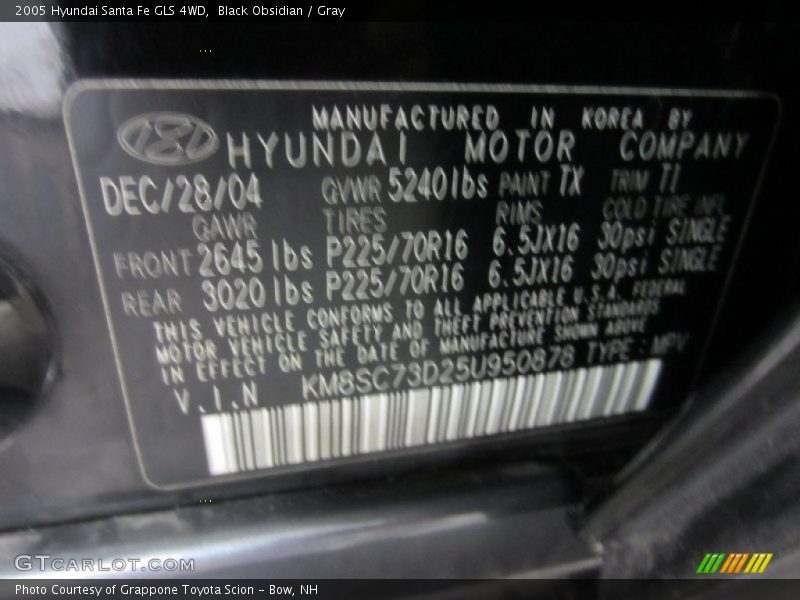 2005 Hyundai Santa Fe GLS 4WD, Black Obsidian / Gray
MANUFACTURED IN KOREA BY
HYUNDAI MOTOR COMPANY
DEC/28/04 GVWR 5240lbs PAINT TX TRIM TI
GAWR TIRES RIMS COLD TIRE INFL
FRONT 2645 lbs P225/70R16 6.5JX16 30psi SINGLE
REAR 3020 lbs P225/70R16 6.5JX16 30psi SINGLE
THIS VEHICLE CONFORMS TO ALL APPLICABLE U.S.A. FEDERAL
MOTOR VEHICLE SAFETY AND THEFT PREVENTION STANDARDS
IN EFFECT ON THE DATE OF MANUFACTURE SHOWN ABOVE
V.I.N KM8SC73D25U950878 TYPE : MPV
GTCARLOT.COM
Photo Courtesy of Grappone Toyota Scion - Bow, NH